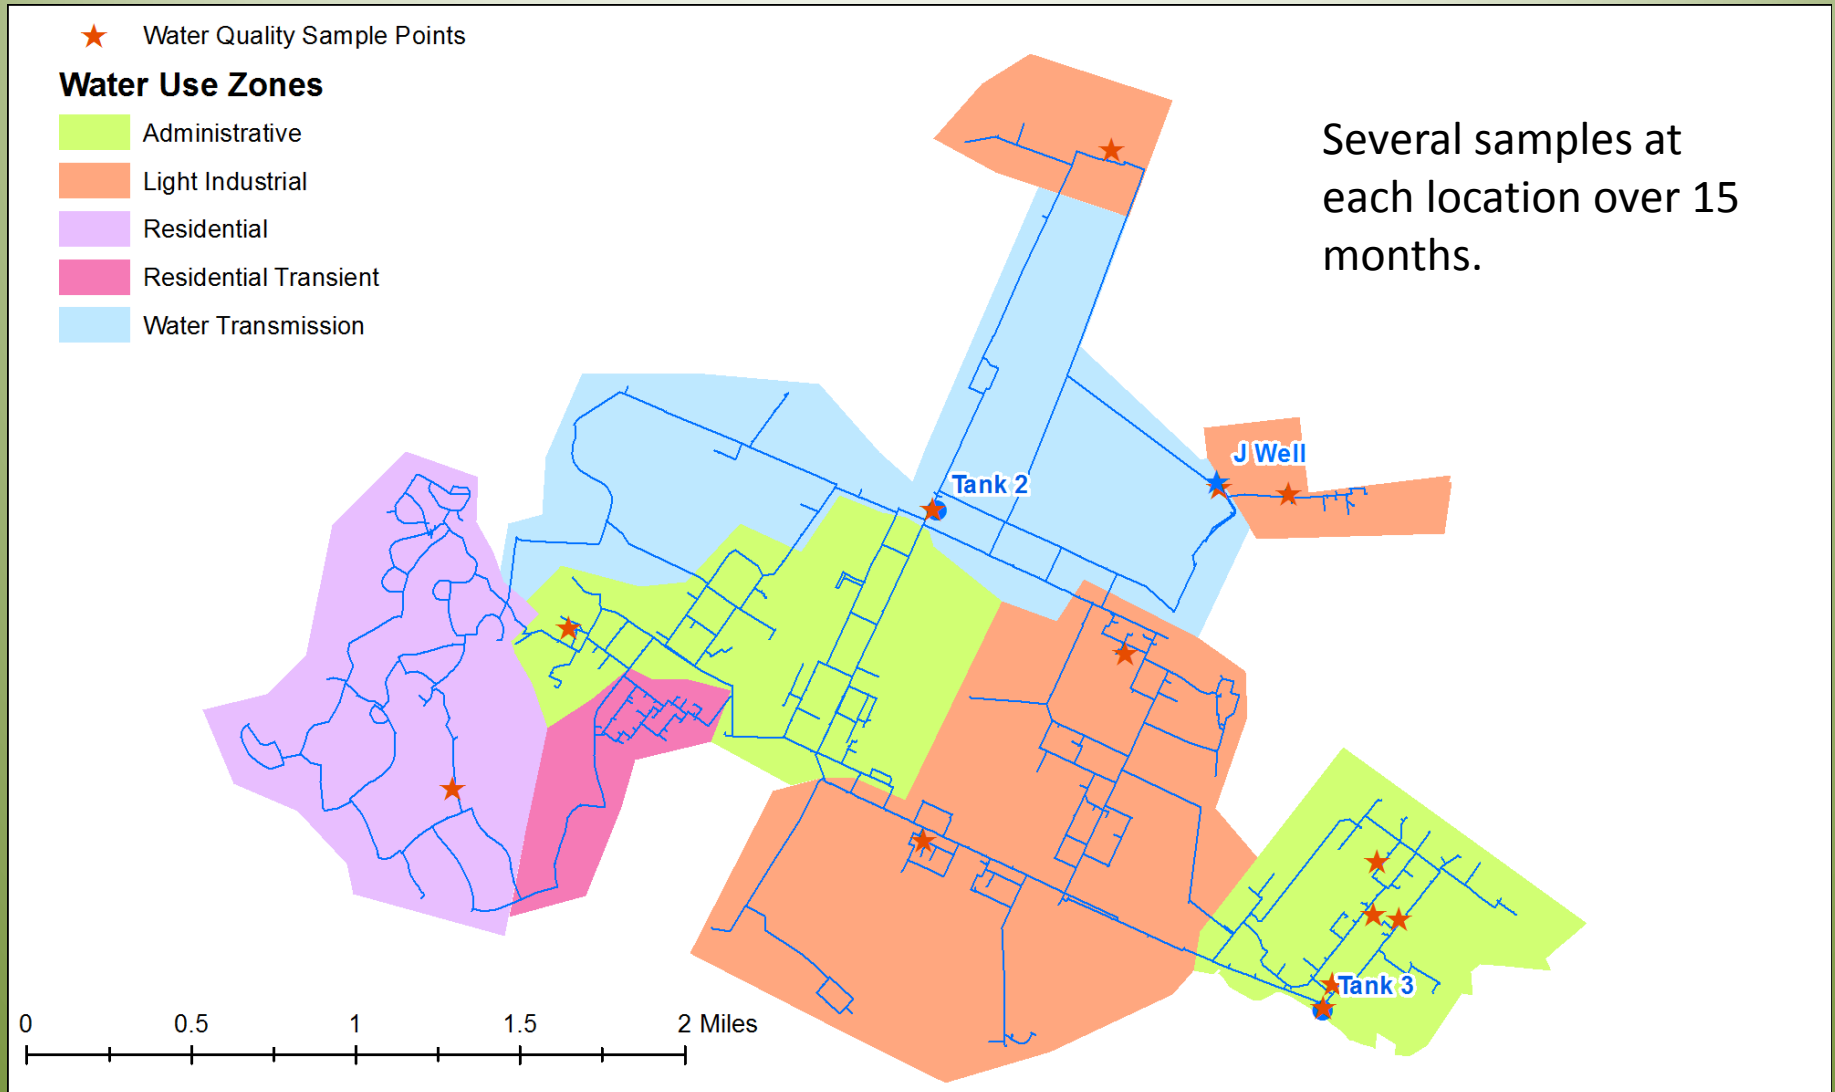 Water Quality Sample Points
Water Use Zones
Administrative
Light Industrial
Residential
Residential Transient
Water Transmission
Several samples at
each location over 15
months.
J Well
Tank 2
Tank 3
0 0.5 1 1.5 2 Miles